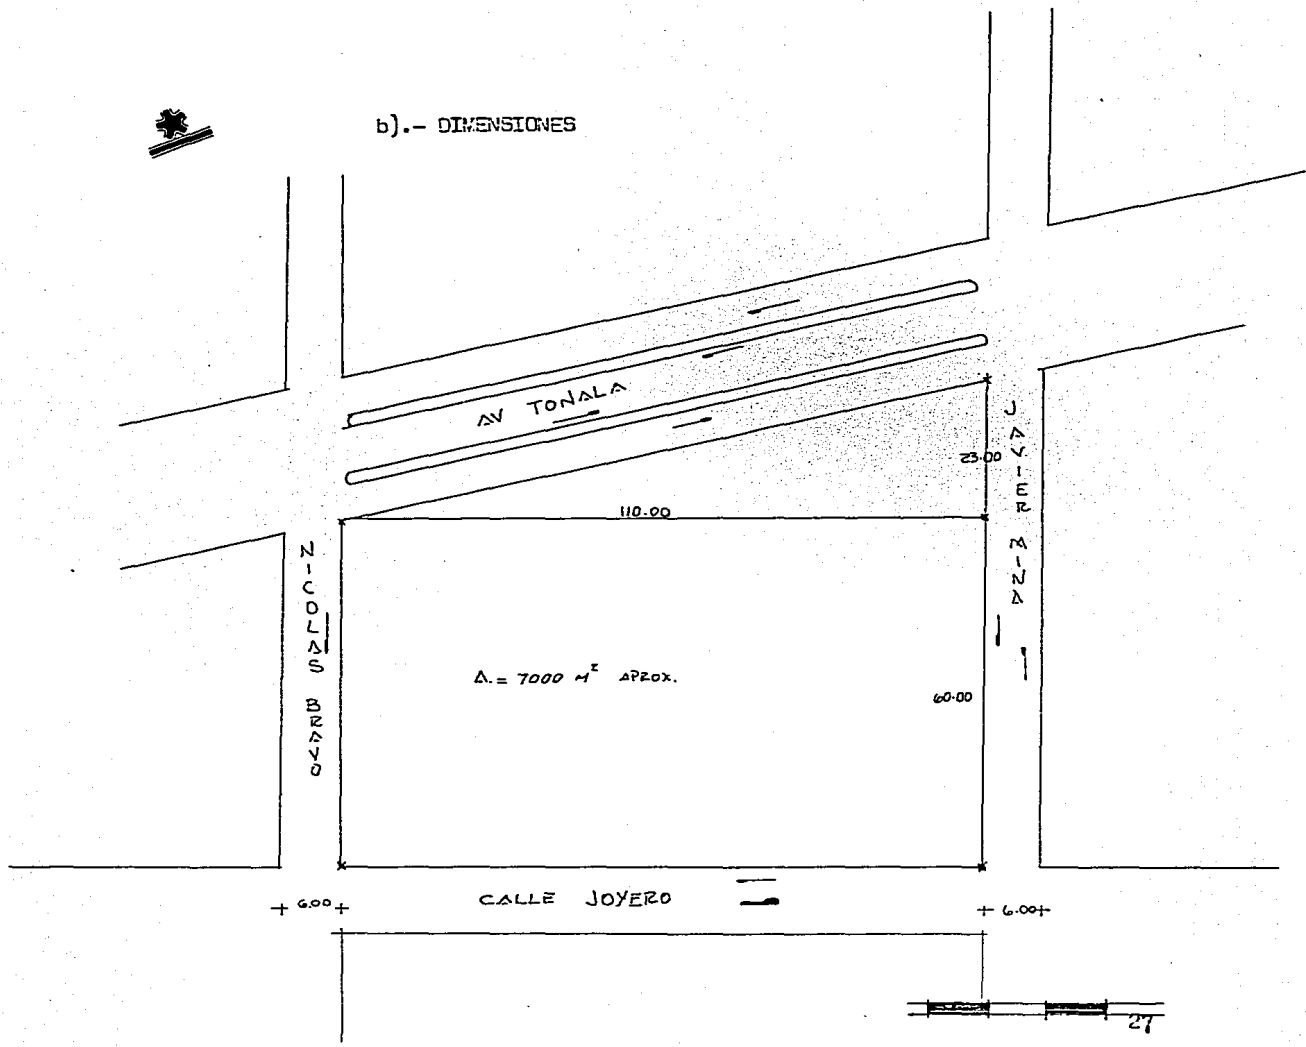 b).- DIMENSIONES
AV TONALA
JAVIER MINA
23.00
110.00
NICOLAS BRAVO
A.= 7000 M² APROX.
60.00
6.00
CALLE JOYERO
6.00
27